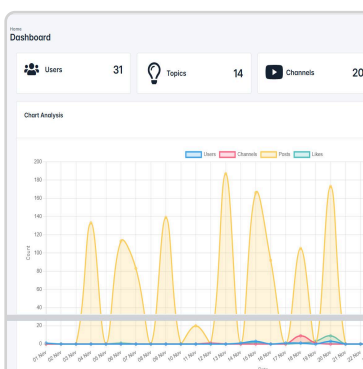 Home
Dashboard
Users 31
Topics 14
Channels 20
Chart Analysis
Users Channels Posts Likes
200
180
160
140
120
100
80
60
40
20
0
Count
01 Nov 02 Nov 03 Nov 04 Nov 05 Nov 06 Nov 07 Nov 08 Nov 09 Nov 10 Nov 11 Nov 12 Nov 13 Nov 14 Nov 15 Nov 16 Nov 17 Nov 18 Nov 19 Nov 20 Nov 21 Nov 22 Nov